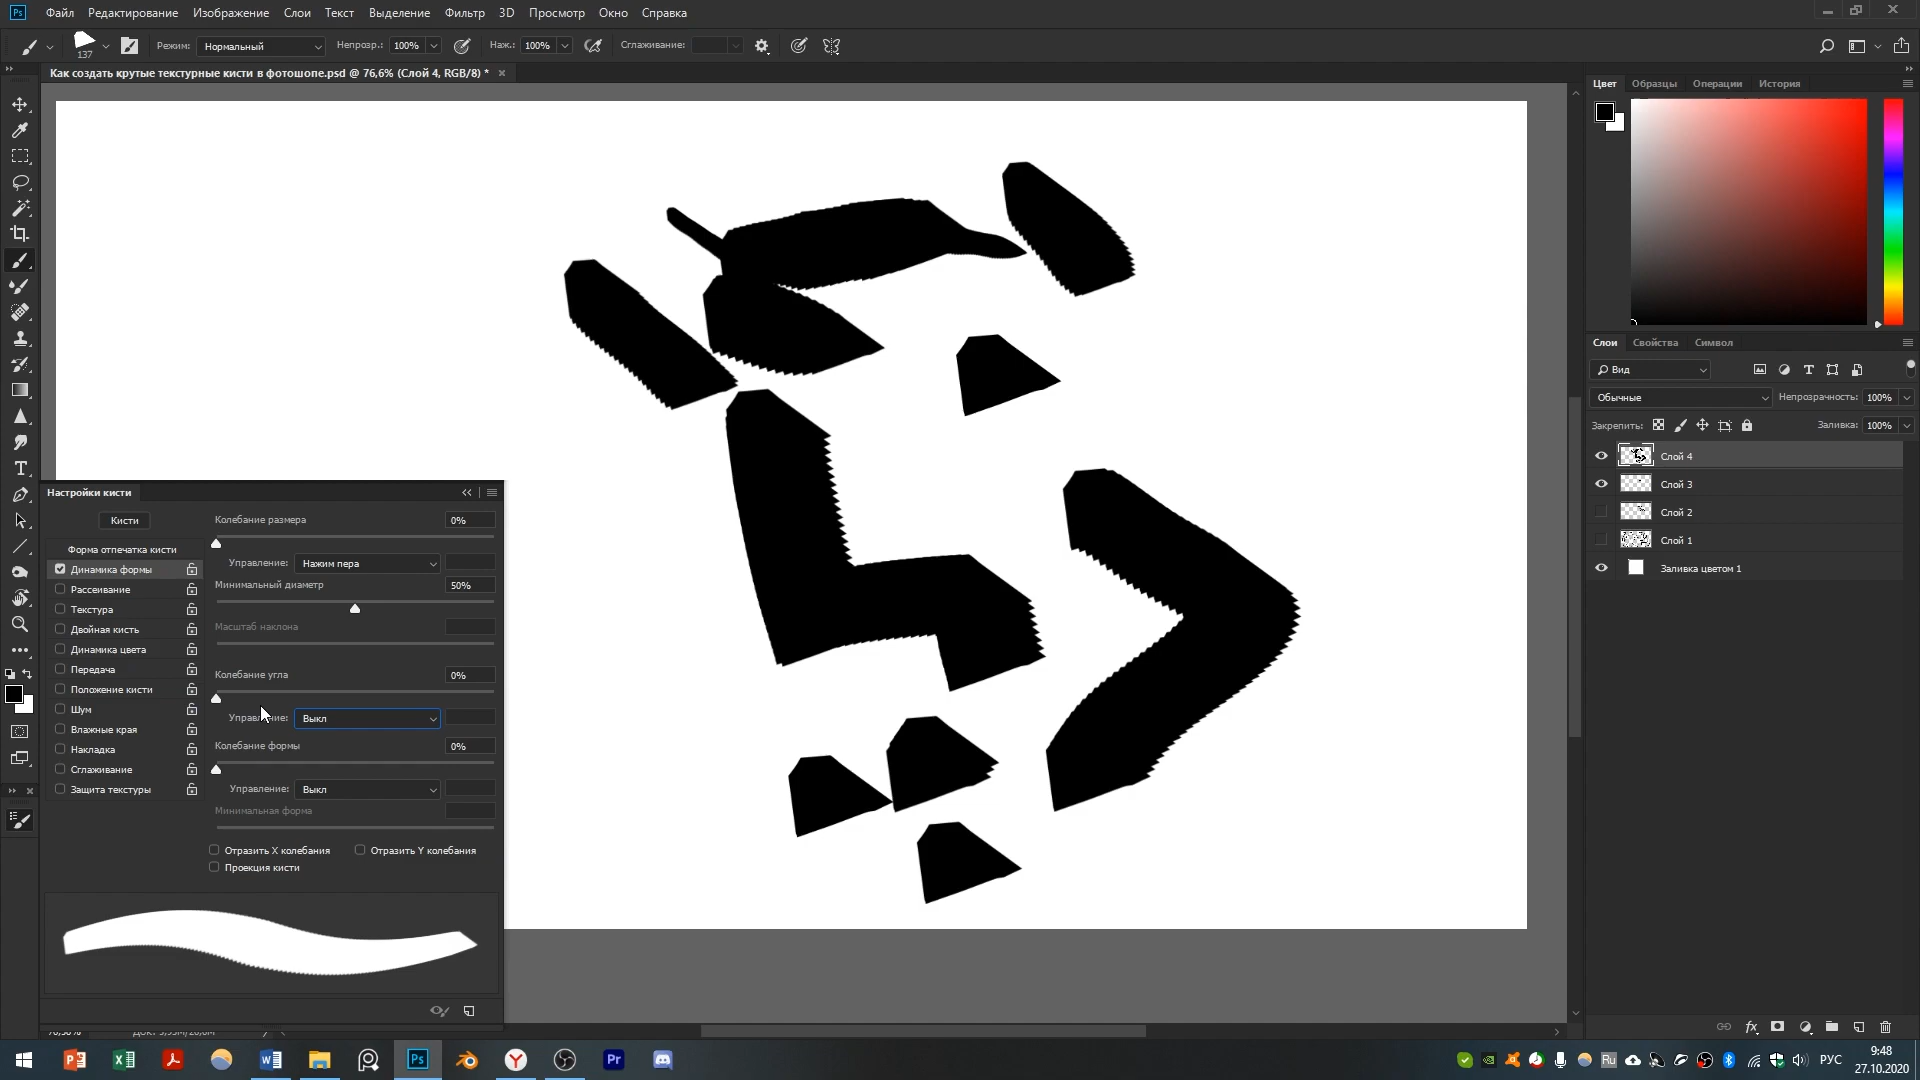 Ps Файл Редактирование Изображение Слои Текст Выделение Фильтр 3D Просмотр Окно Справка
137 Режим: Нормальный Непрозр.: 100% Наж.: 100% Сглаживание:
Как создать крутые текстурные кисти в фотошопе.psd @ 76,6% (Слой 4, RGB/8) *
Цвет Образцы Операции История
Слои Свойства Символ
Вид
Обычные Непрозрачность: 100%
Закрепить: Заливка: 100%
Слой 4
Слой 3
Слой 2
Слой 1
Заливка цветом 1
Настройки кисти
Кисти
Форма отпечатка кисти
Динамика формы
Рассеивание
Текстура
Двойная кисть
Динамика цвета
Передача
Положение кисти
Шум
Влажные края
Накладка
Сглаживание
Защита текстуры
Колебание размера 0%
Управление: Нажим пера
Минимальный диаметр 50%
Масштаб наклона
Колебание угла 0%
Управление: Выкл
Колебание формы 0%
Управление: Выкл
Минимальная форма
Отразить X колебания Отразить Y колебания
Проекция кисти
Ps
Pr
Ru
РУС
9:48
27.10.2020